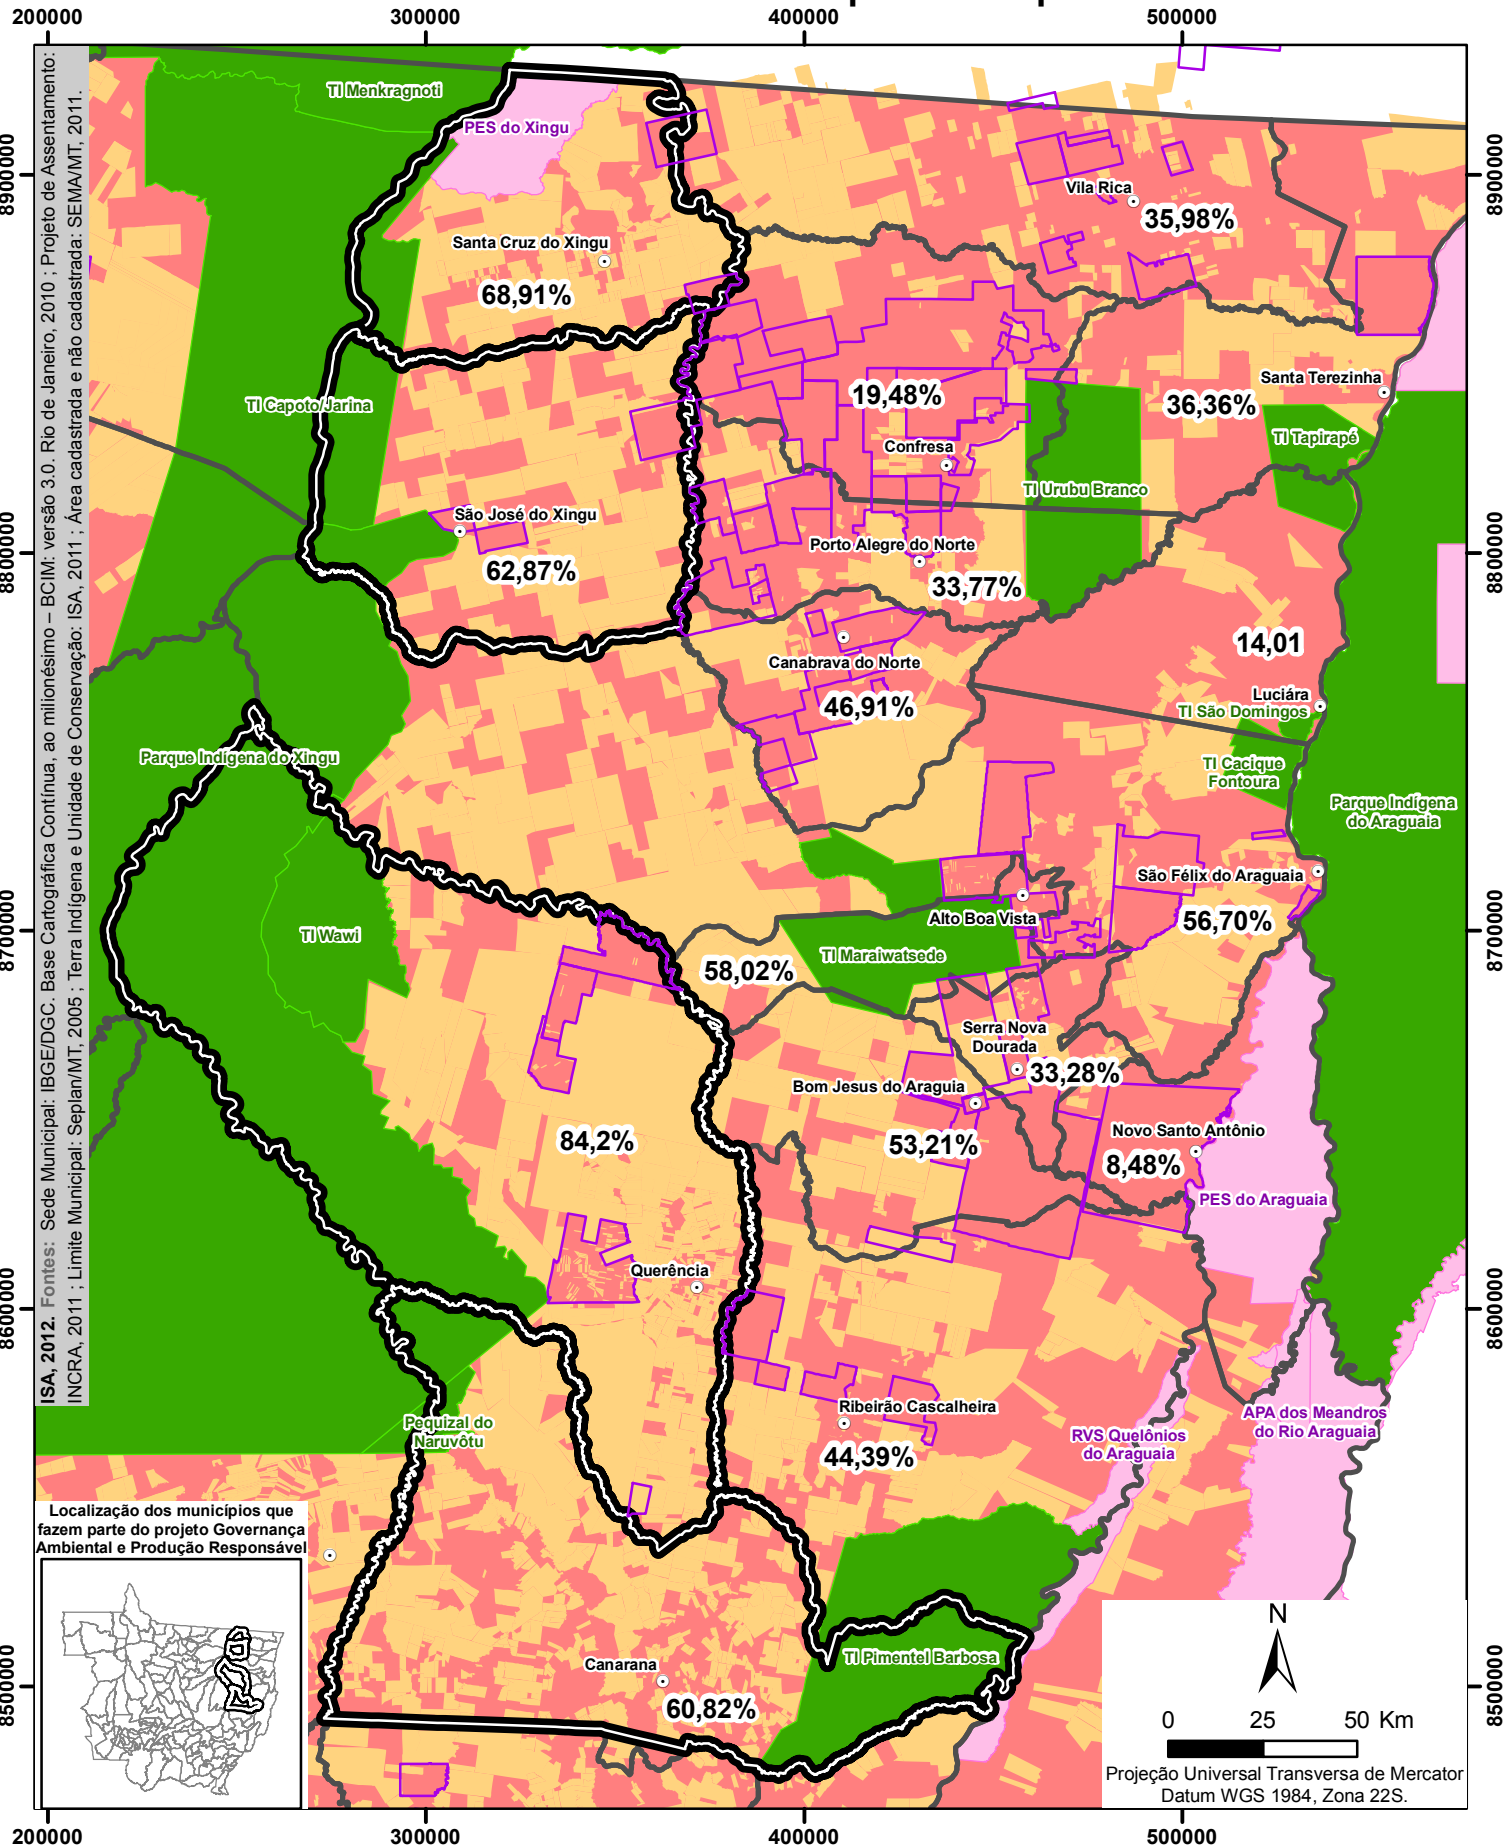 200000
300000
400000
500000
TI Menkragnoti
PES do Xingu
8900000
8900000
Vila Rica
35,98%
Santa Cruz do Xingu
68,91%
Santa Terezinha
19,48%
36,36%
TI Capoto/Jarina
TI Tapirapé
Confresa
TI Urubu Branco
São José do Xingu
Porto Alegre do Norte
8800000
8800000
62,87%
33,77%
14,01
Canabrava do Norte
Luciára
46,91%
TI São Domingos
Parque Indígena do Xingu
TI Cacique
Fontoura
Parque Indígena
do Araguaia
São Félix do Araguaia
Alto Boa Vista
56,70%
8700000
8700000
TI Wawi
TI Maraiwatsede
58,02%
Serra Nova
Dourada
33,28%
Bom Jesus do Araguia
84,2%
53,21%
Novo Santo Antônio
8,48%
PES do Araguaia
Querência
8600000
8600000
Ribeirão Cascalheira
44,39%
Pequizal do
Naruvôtu
RVS Quelônios
do Araguaia
APA dos Meandros
do Rio Araguaia
TI Pimentel Barbosa
Canarana
60,82%
8500000
8500000
ISA, 2012. Fontes: Sede Municipal: IBGE/DGC. Base Cartográfica Contínua, ao milionésimo – BCIM: versão 3.0. Rio de Janeiro, 2010 ; Projeto de Assentamento:
INCRA, 2011 ; Limite Municipal: Seplan/MT, 2005 ; Terra Indígena e Unidade de Conservação: ISA, 2011 ; Área cadastrada e não cadastrada: SEMA/MT, 2011.
Localização dos municípios que
fazem parte do projeto Governança
Ambiental e Produção Responsável
N
0 25 50 Km
Projeção Universal Transversa de Mercator
Datum WGS 1984, Zona 22S.
200000
300000
400000
500000